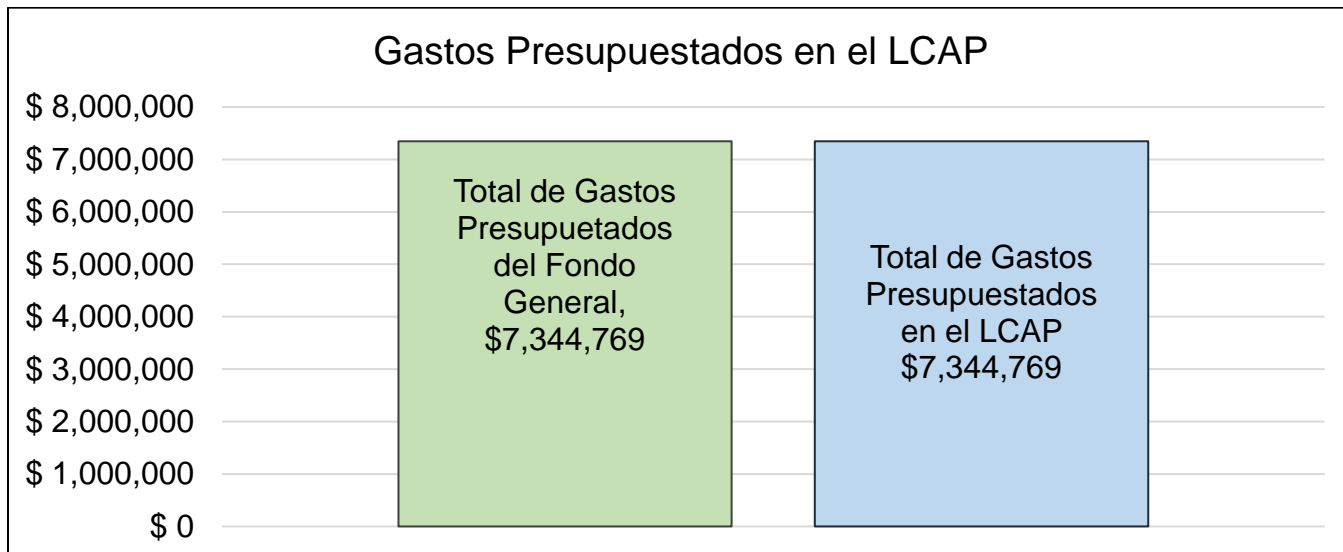 Gastos Presupuestados en el LCAP
$ 8,000,000
$ 7,000,000
$ 6,000,000
$ 5,000,000
$ 4,000,000
$ 3,000,000
$ 2,000,000
$ 1,000,000
$ 0
Total de Gastos
Presupuetados
del Fondo
General,
$7,344,769
Total de Gastos
Presupuestados
en el LCAP
$7,344,769